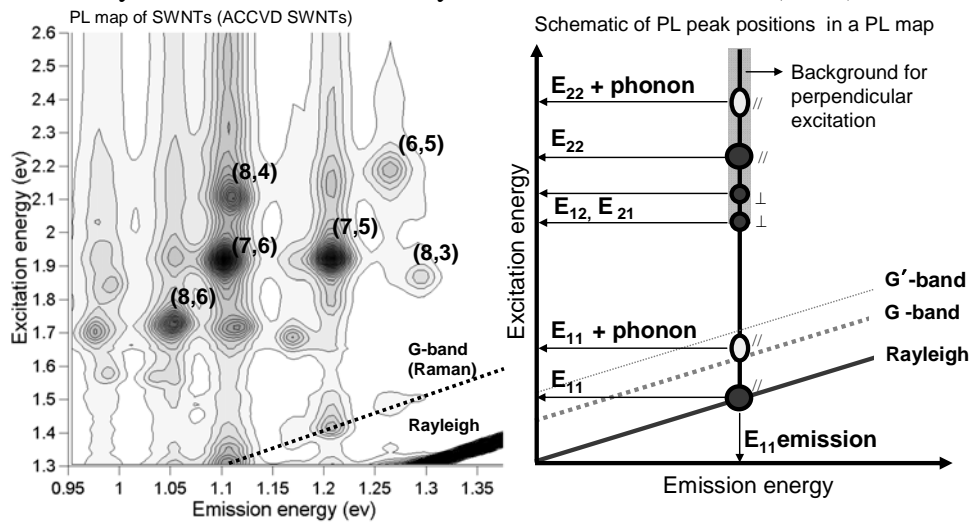 PL map of SWNTs (ACCVD SWNTs)
2.6
2.5
2.4
2.3
2.2
2.1
2
1.9
1.8
1.7
1.6
1.5
1.4
1.3
Excitation energy (ev)
(6,5)
(8,4)
(7,6)
(7,5)
(8,3)
(8,6)
G-band
(Raman)
Rayleigh
0.95 1 1.05 1.1 1.15 1.2 1.25 1.3 1.35
Emission energy (ev)
Schematic of PL peak positions in a PL map
Background for
perpendicular
excitation
E22 + phonon
//
E22
//
⊥
E12, E21
⊥
G′-band
G -band
E11 + phonon
//
Rayleigh
E11
//
E11 emission
Excitation energy
Emission energy